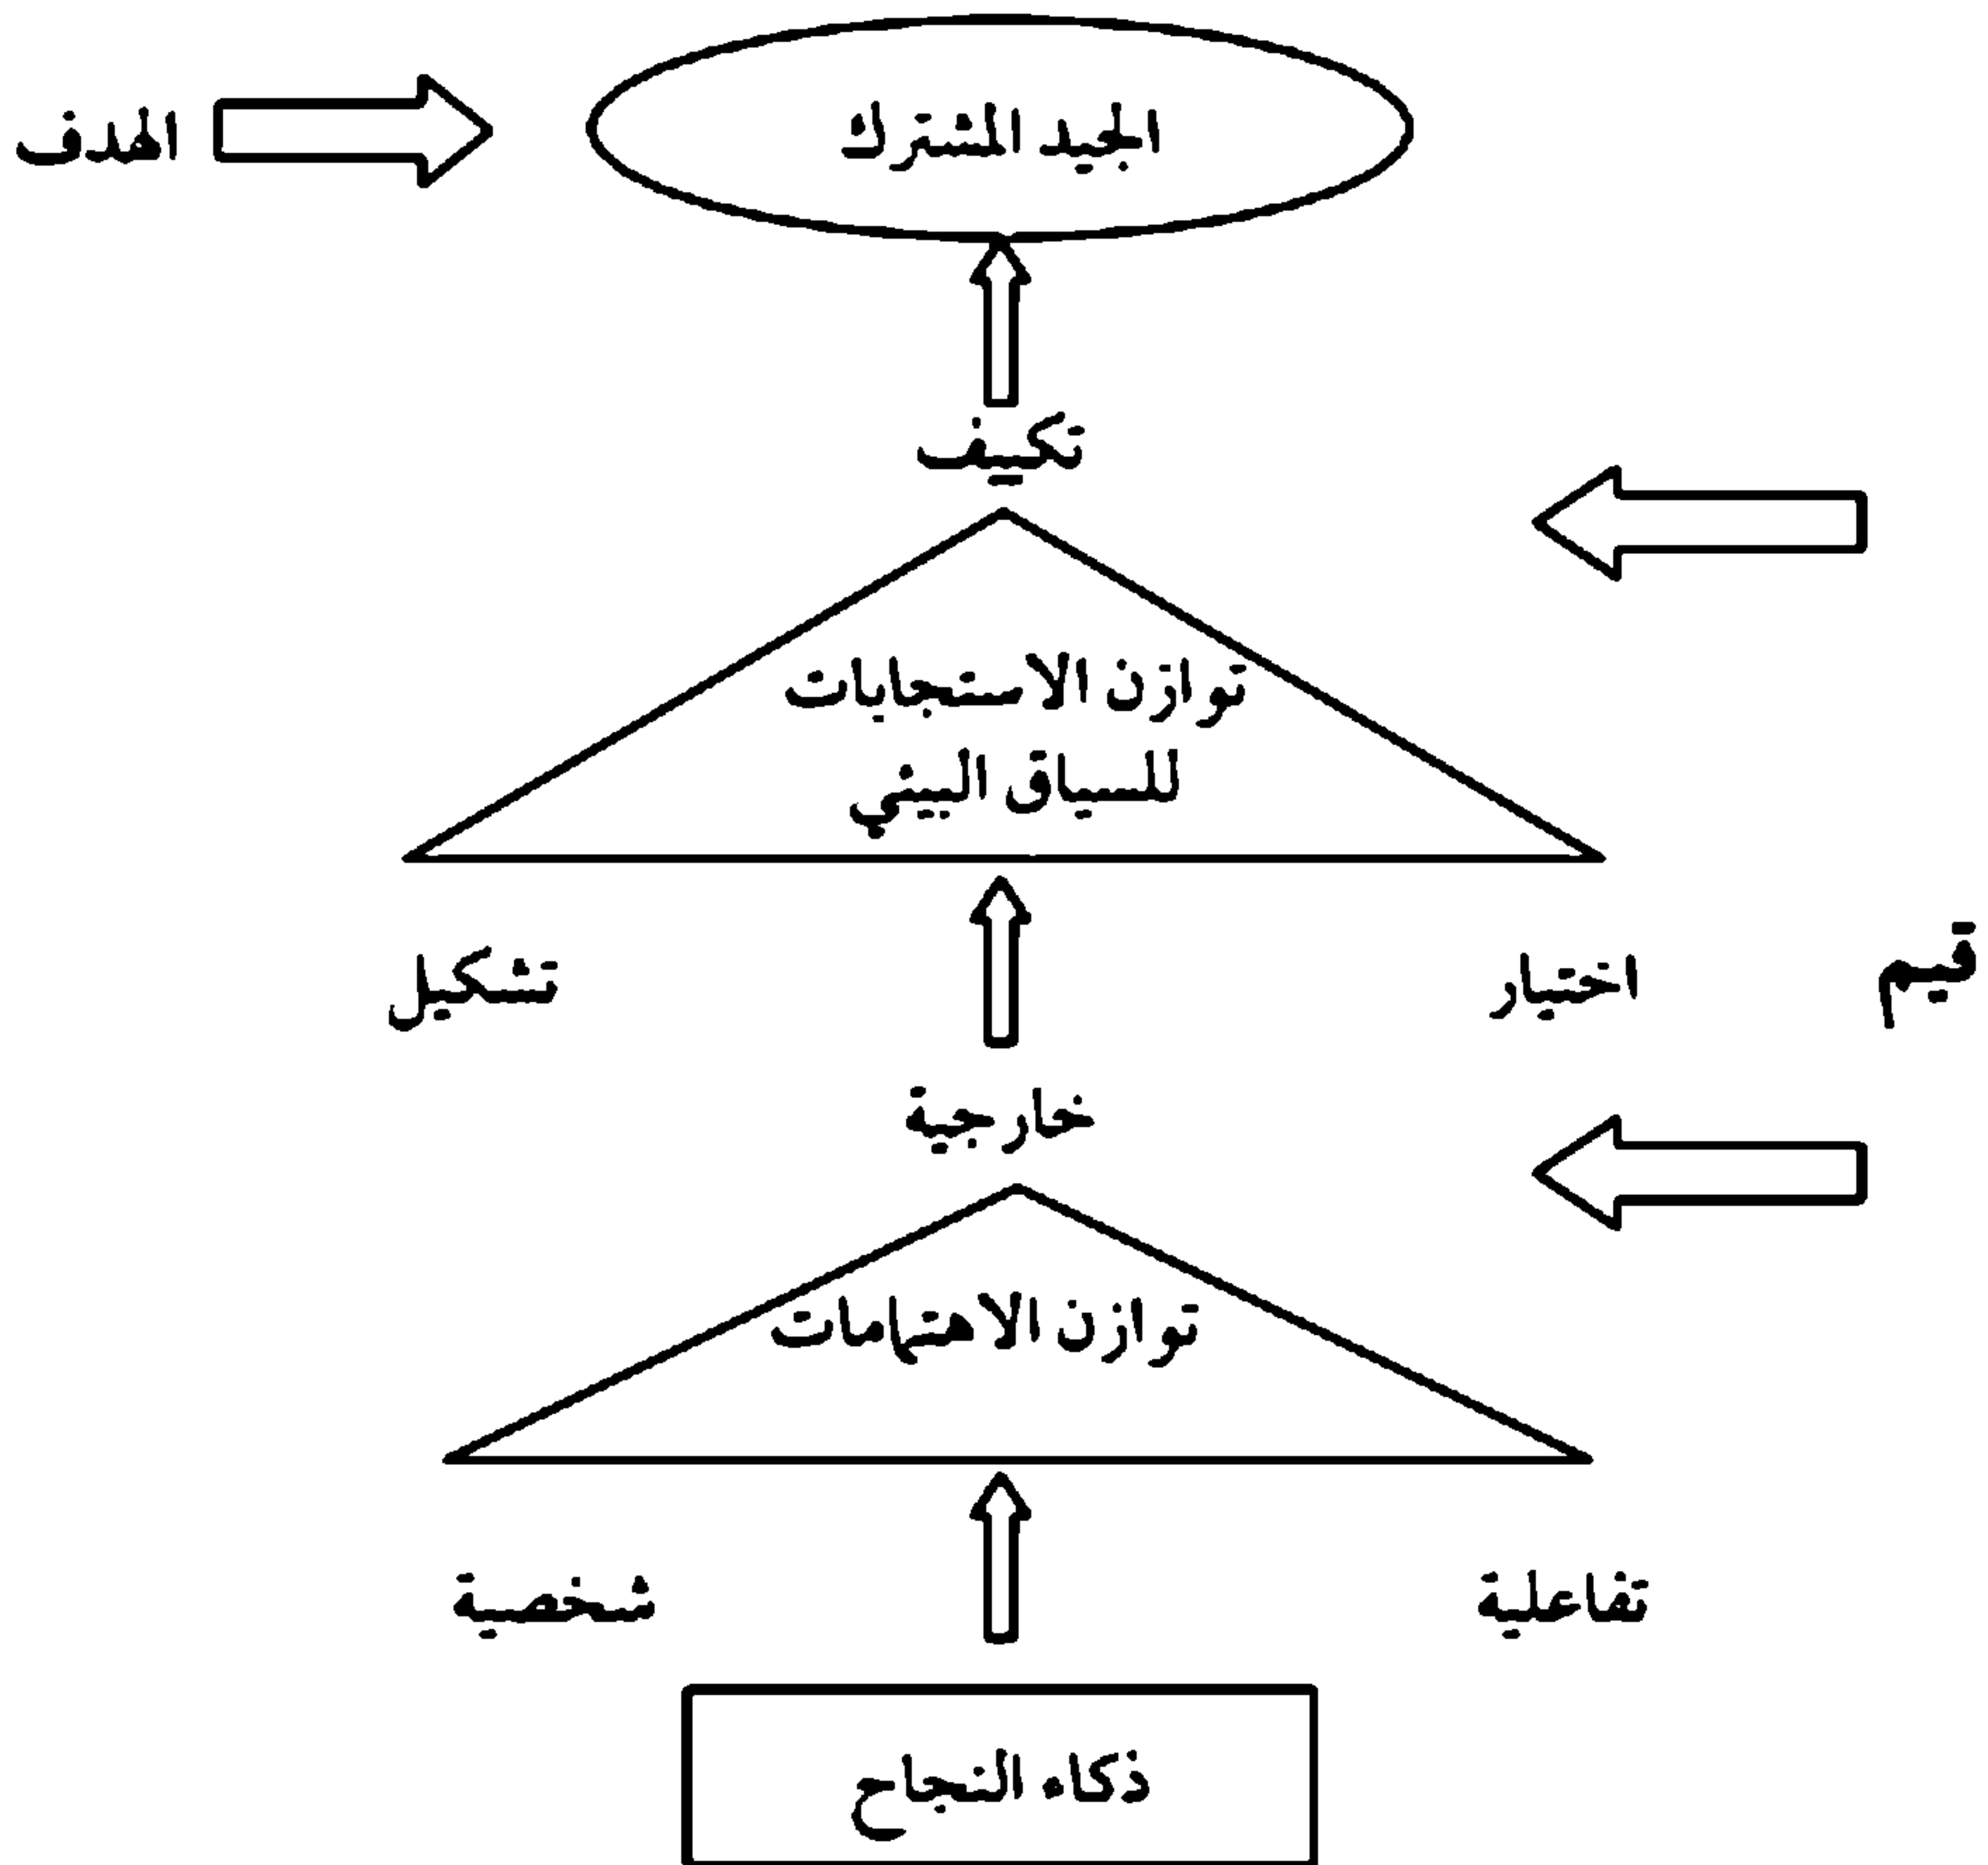 الهدف
الجيد المشترك
تكيف
توازن الاستجابات
للسياق البيئي
قيم
اختيار
تشكيل
خارجية
توازن الاهتمامات
تفاعلية
شخصية
ذكاء النجاح